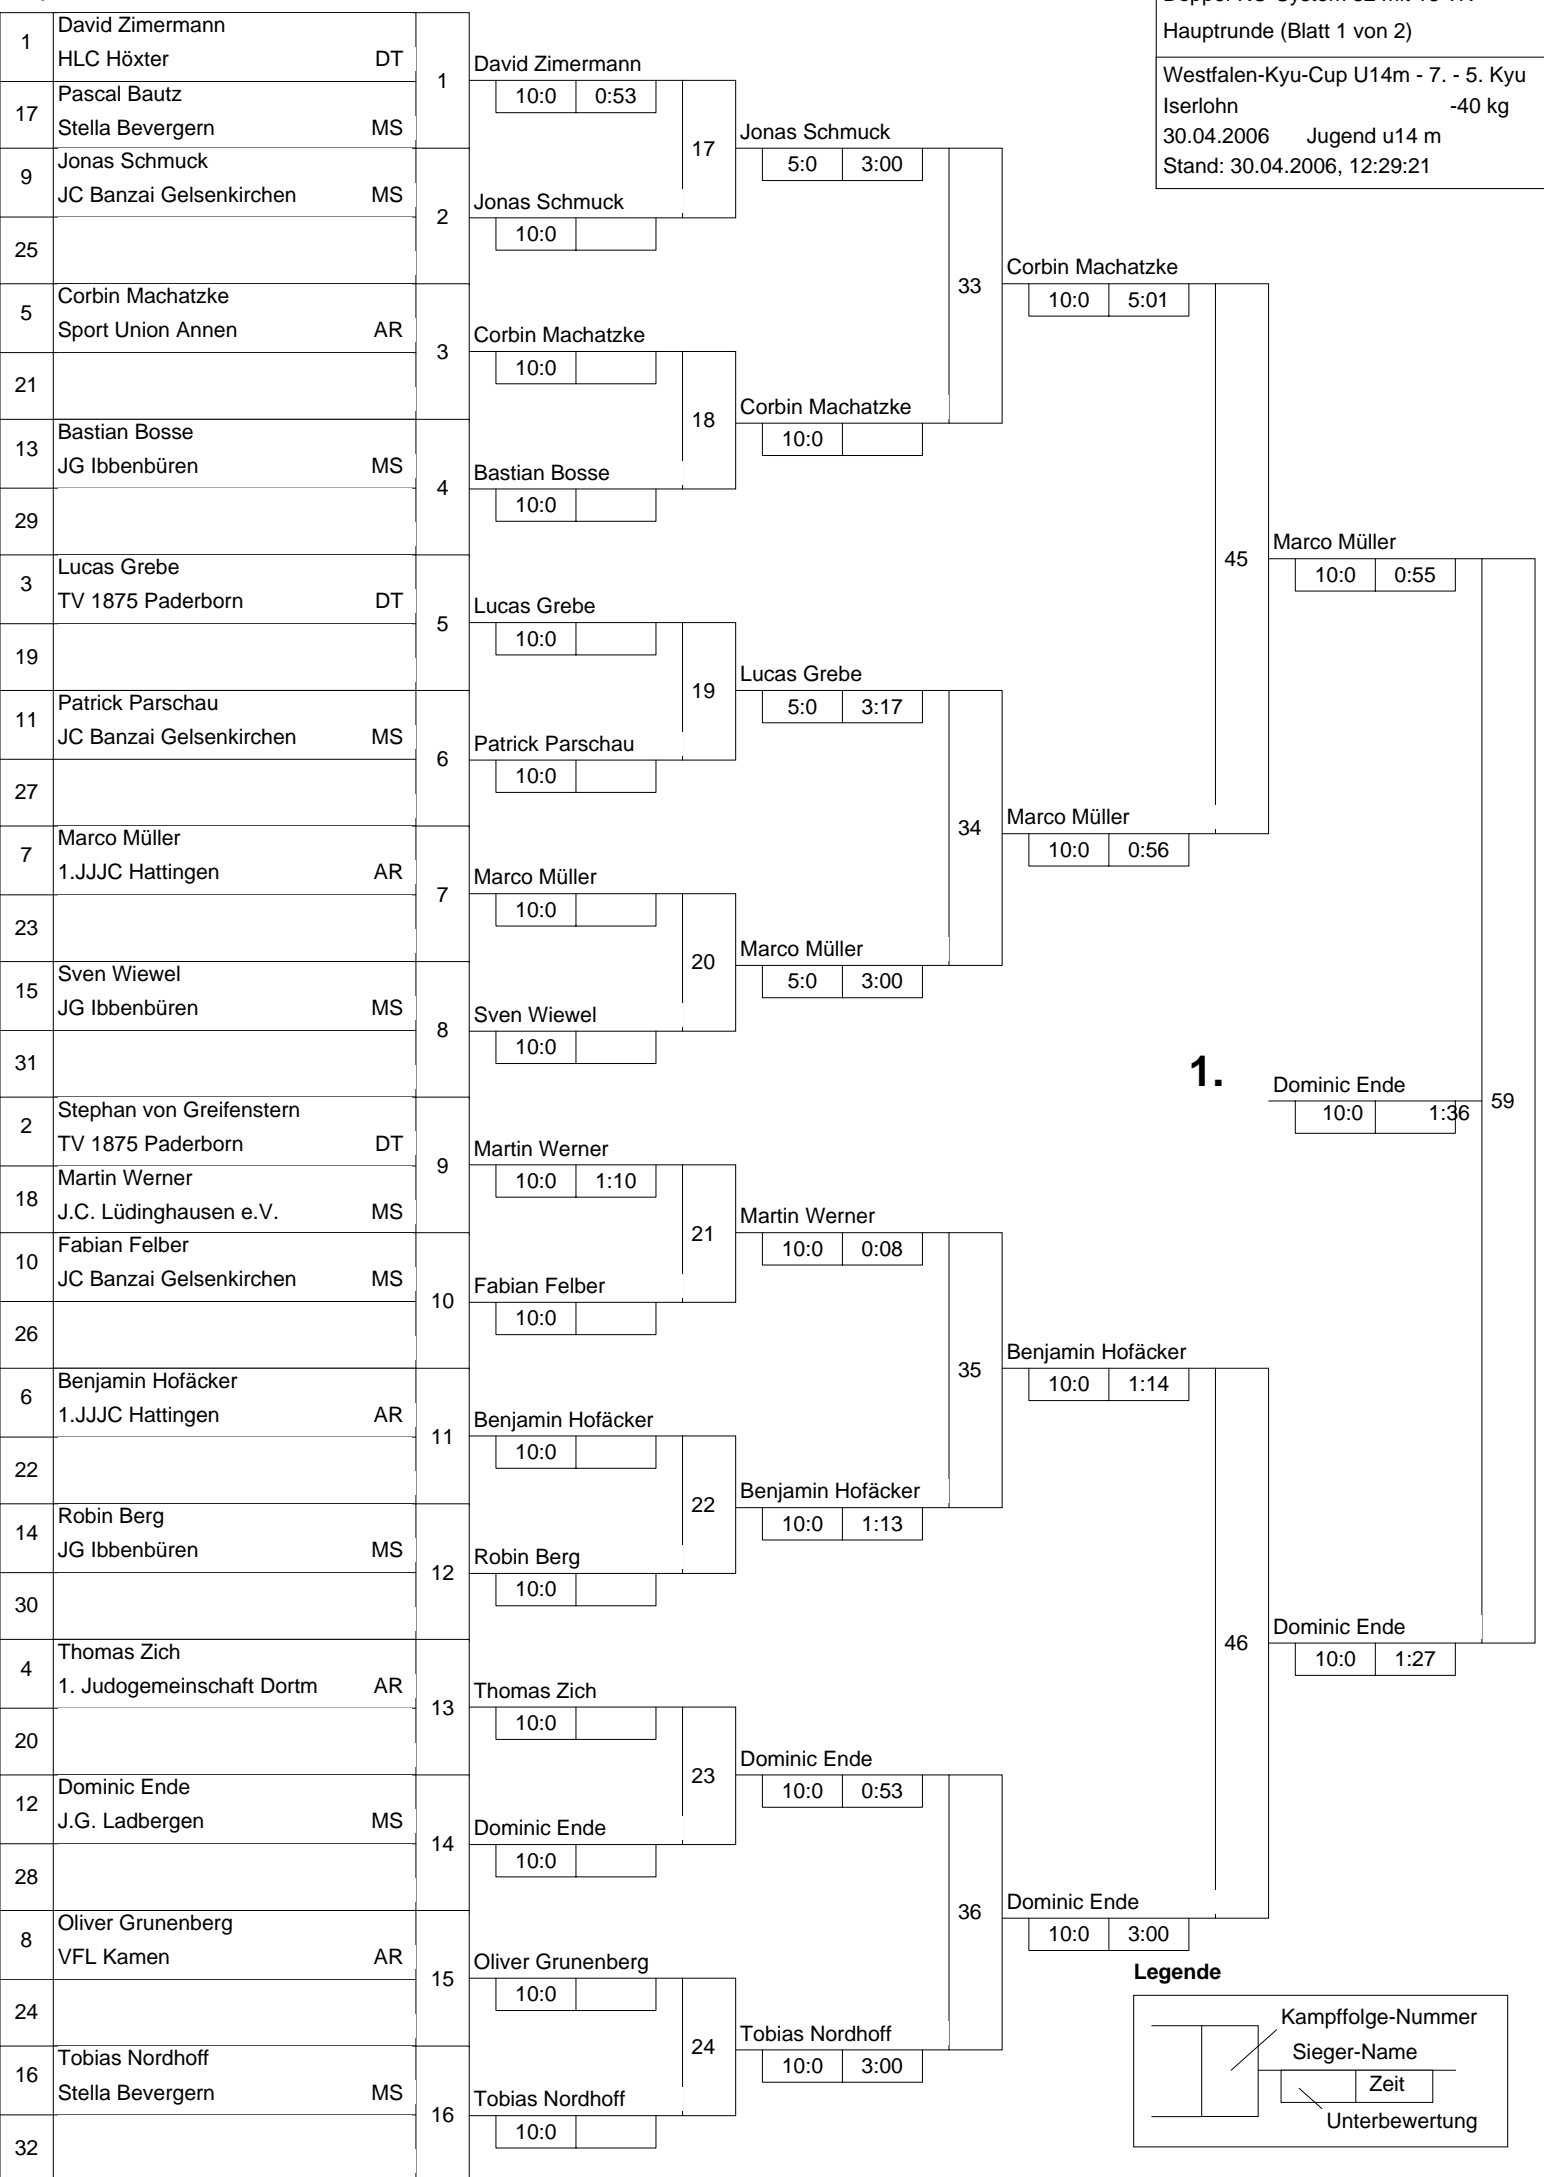 Hauptrunde (Blatt 1 von 2)
Westfalen-Kyu-Cup U14m - 7. - 5. Kyu
Iserlohn -40 kg
30.04.2006 Jugend u14 m
Stand: 30.04.2006, 12:29:21
1 David Zimermann
HLC Höxter DT
17 Pascal Bautz
Stella Bevergern MS
9 Jonas Schmuck
JC Banzai Gelsenkirchen MS
25
5 Corbin Machatzke
Sport Union Annen AR
21
13 Bastian Bosse
JG Ibbenbüren MS
29
3 Lucas Grebe
TV 1875 Paderborn DT
19
11 Patrick Parschau
JC Banzai Gelsenkirchen MS
27
7 Marco Müller
1.JJJC Hattingen AR
23
15 Sven Wiewel
JG Ibbenbüren MS
31
2 Stephan von Greifenstern
TV 1875 Paderborn DT
18 Martin Werner
J.C. Lüdinghausen e.V. MS
10 Fabian Felber
JC Banzai Gelsenkirchen MS
26
6 Benjamin Hofäcker
1.JJJC Hattingen AR
22
14 Robin Berg
JG Ibbenbüren MS
30
4 Thomas Zich
1. Judogemeinschaft Dortm AR
20
12 Dominic Ende
J.G. Ladbergen MS
28
8 Oliver Grunenberg
VFL Kamen AR
24
16 Tobias Nordhoff
Stella Bevergern MS
32
1 David Zimermann
10:0 0:53
2 Jonas Schmuck
10:0
3 Corbin Machatzke
10:0
4 Bastian Bosse
10:0
5 Lucas Grebe
10:0
6 Patrick Parschau
10:0
7 Marco Müller
10:0
8 Sven Wiewel
10:0
9 Martin Werner
10:0 1:10
10 Fabian Felber
10:0
11 Benjamin Hofäcker
10:0
12 Robin Berg
10:0
13 Thomas Zich
10:0
14 Dominic Ende
10:0
15 Oliver Grunenberg
10:0
16 Tobias Nordhoff
10:0
17 Jonas Schmuck
5:0 3:00
18 Corbin Machatzke
10:0
19 Lucas Grebe
5:0 3:17
20 Marco Müller
5:0 3:00
21 Martin Werner
10:0 0:08
22 Benjamin Hofäcker
10:0 1:13
23 Dominic Ende
10:0 0:53
24 Tobias Nordhoff
10:0 3:00
33 Corbin Machatzke
10:0 5:01
34 Marco Müller
10:0 0:56
35 Benjamin Hofäcker
10:0 1:14
36 Dominic Ende
10:0 3:00
45 Marco Müller
10:0 0:55
46 Dominic Ende
10:0 1:27
1. Dominic Ende 59
10:0 1:36
Legende
Kampffolge-Nummer
Sieger-Name
Zeit
Unterbewertung